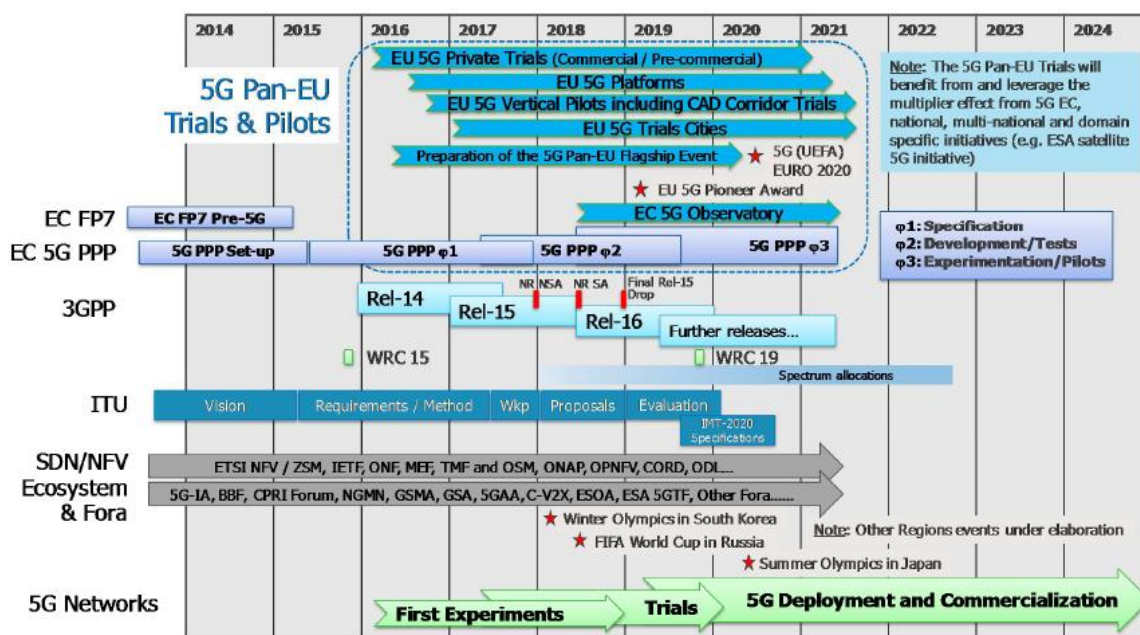 2014 2015 2016 2017 2018 2019 2020 2021 2022 2023 2024
5G Pan-EU
Trials & Pilots
EU 5G Private Trials (Commercial / Pre-commercial)
EU 5G Platforms
EU 5G Vertical Pilots including CAD Corridor Trials
EU 5G Trials Cities
Preparation of the 5G Pan-EU Flagship Event
5G (UEFA)
EURO 2020
EU 5G Pioneer Award
EC 5G Observatory
Note: The 5G Pan-EU Trials will
benefit from and leverage the
multiplier effect from 5G EC,
national, multi-national and domain
specific initiatives (e.g. ESA satellite
5G initiative)
EC FP7
EC FP7 Pre-5G
EC 5G PPP
5G PPP Set-up
5G PPP φ1
5G PPP φ2
5G PPP φ3
φ1: Specification
φ2: Development/Tests
φ3: Experimentation/Pilots
3GPP
NR NSA
NR SA
Final Rel-15
Drop
Rel-14
Rel-15
Rel-16
Further releases...
WRC 15
WRC 19
Spectrum allocations
ITU
Vision
Requirements / Method
Wkp
Proposals
Evaluation
IMT-2020
Specifications
SDN/NFV
Ecosystem
& Fora
ETSI NFV / ZSM, IETF, ONF, MEF, TMF and OSM, ONAP, OPNFV, CORD, ODL...
5G-IA, BBF, CPRI Forum, NGMN, GSMA, GSA, 5GAA, C-V2X, ESOA, ESA 5GTF, Other Fora......
Winter Olympics in South Korea
FIFA World Cup in Russia
Note: Other Regions events under elaboration
Summer Olympics in Japan
5G Networks
First Experiments
Trials
5G Deployment and Commercialization